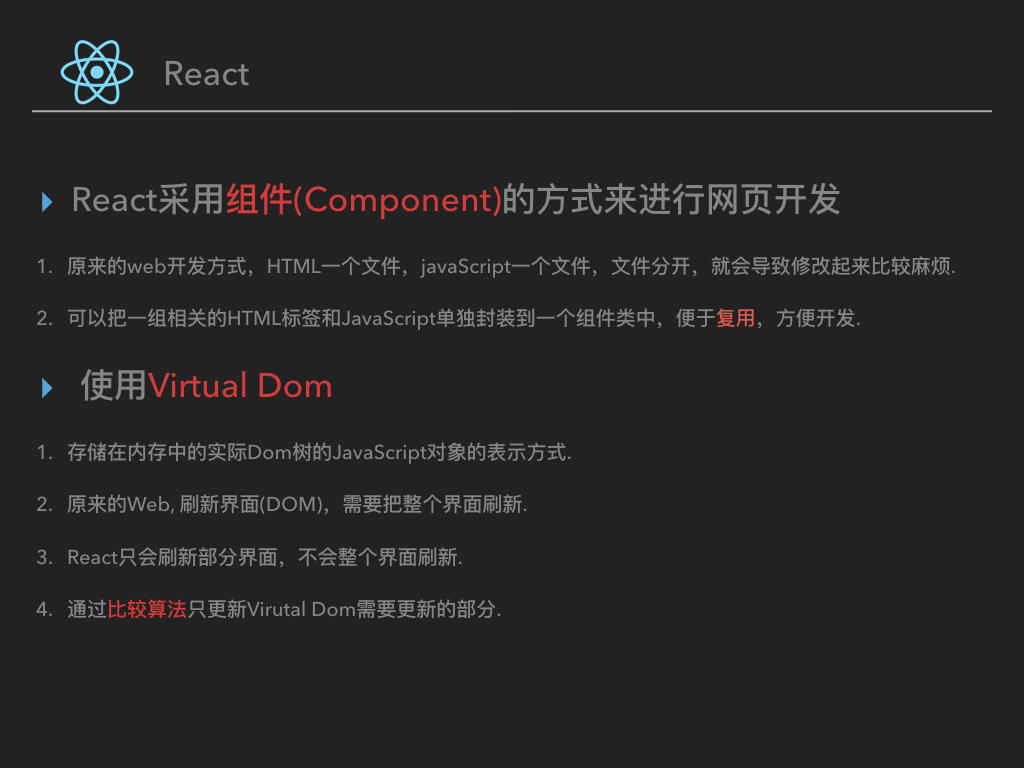 React
React采用组件(Component)的方式来进行网页开发
1. 原来的web开发方式，HTML一个文件，javaScript一个文件，文件分开，就会导致修改起来比较麻烦.
2. 可以把一组相关的HTML标签和JavaScript单独封装到一个组件类中，便于复用，方便开发.
使用Virtual Dom
1. 存储在内存中的实际Dom树的JavaScript对象的表示方式.
2. 原来的Web, 刷新界面(DOM)，需要把整个界面刷新.
3. React只会刷新部分界面，不会整个界面刷新.
4. 通过比较算法只更新Virutal Dom需要更新的部分.